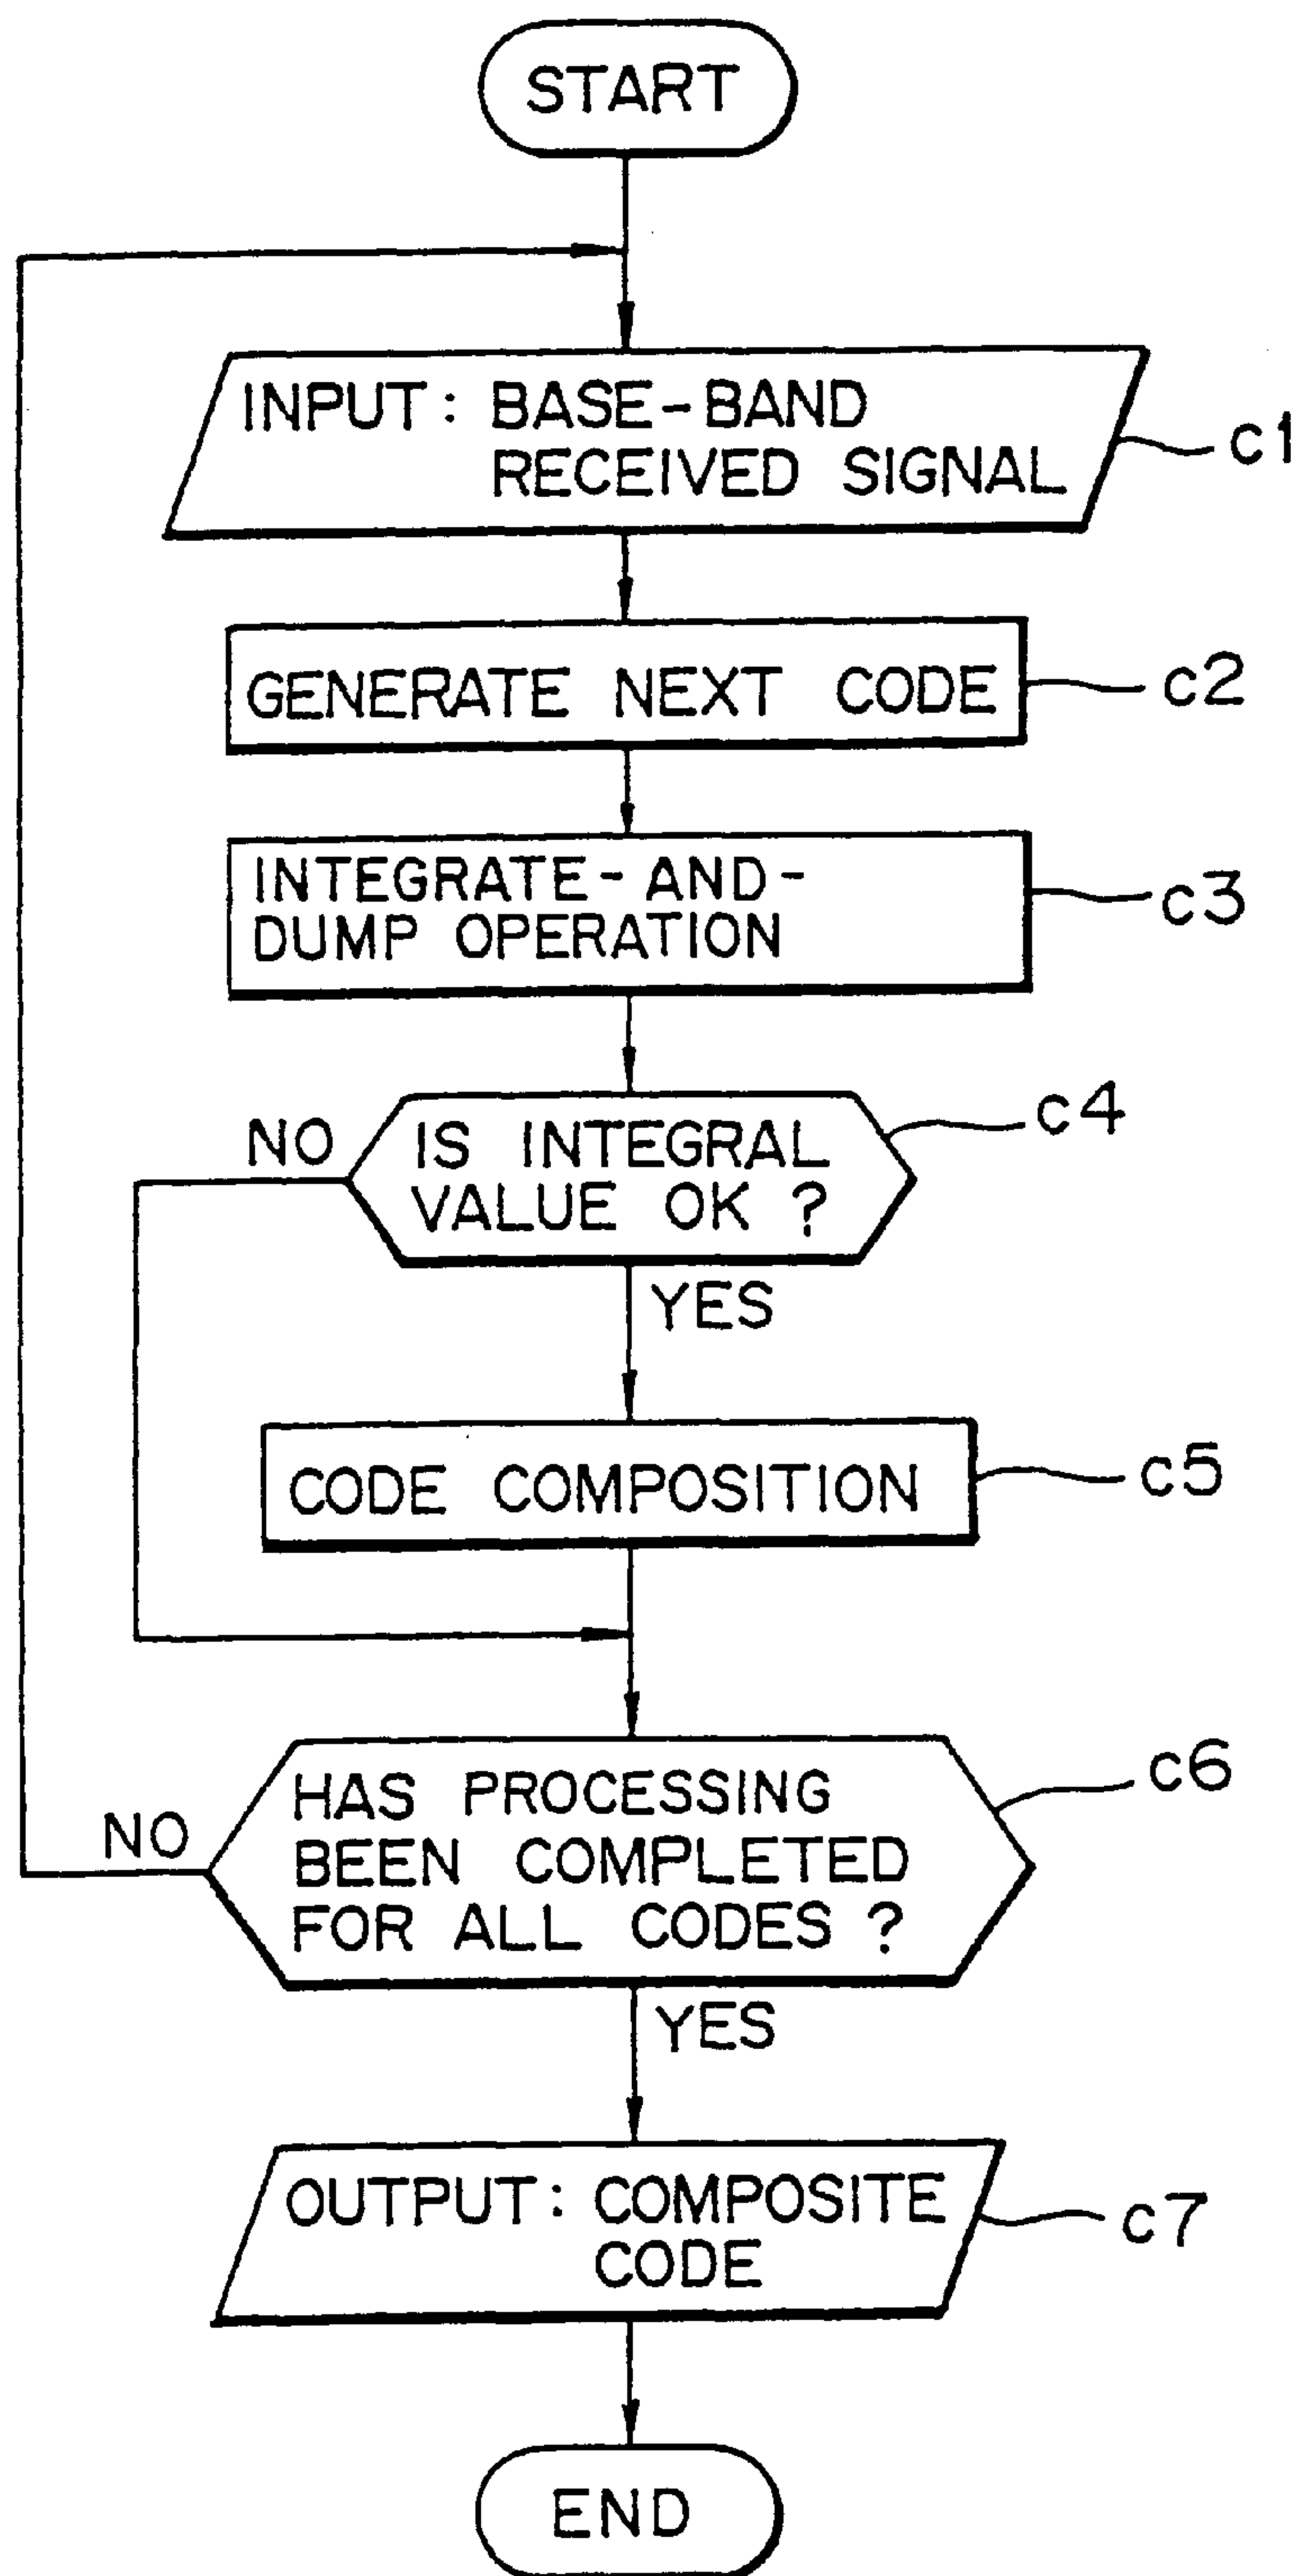 START
INPUT: BASE-BAND
RECEIVED SIGNAL
c1
GENERATE NEXT CODE
c2
INTEGRATE-AND-
DUMP OPERATION
c3
IS INTEGRAL
VALUE OK ?
c4
NO
YES
CODE COMPOSITION
c5
HAS PROCESSING
BEEN COMPLETED
FOR ALL CODES ?
c6
NO
YES
OUTPUT: COMPOSITE
CODE
c7
END